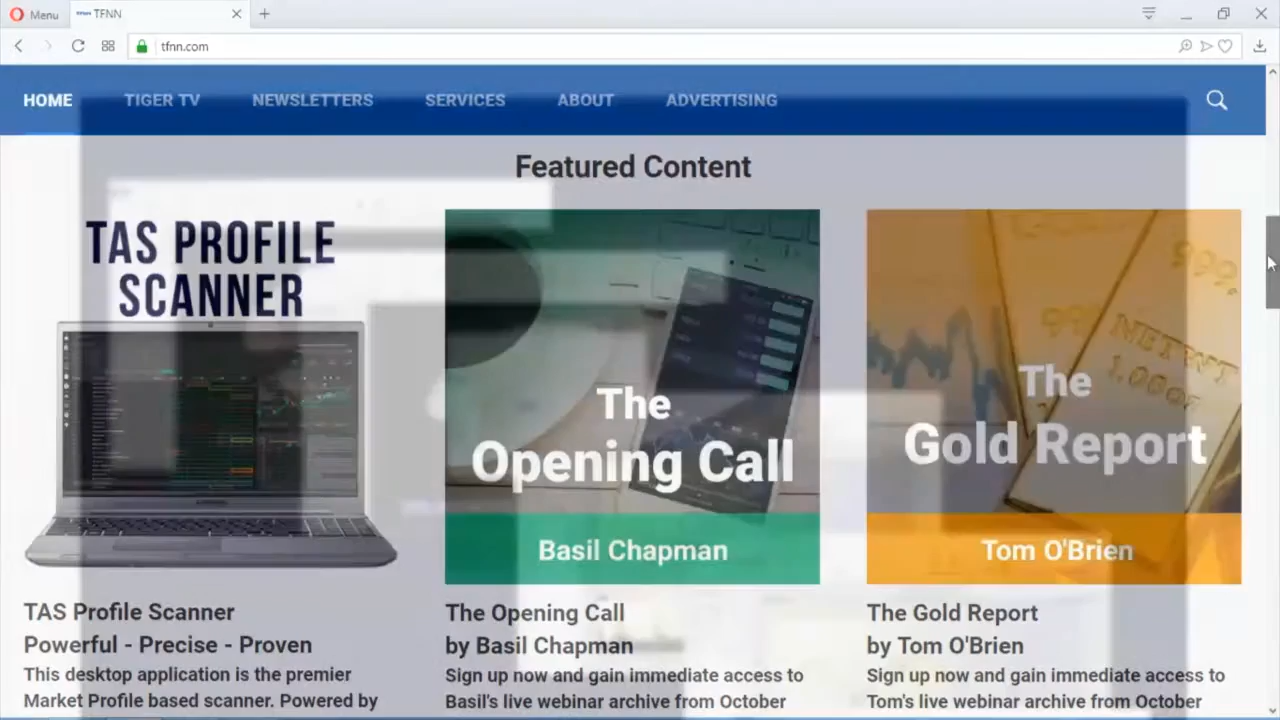 Menu
TFNN
tfnn.com
HOME
TIGER TV
NEWSLETTERS
SERVICES
ABOUT
ADVERTISING
Featured Content
TAS PROFILE
SCANNER
The
Opening Call
Basil Chapman
The
Gold Report
Tom O'Brien
TAS Profile Scanner
Powerful - Precise - Proven
This desktop application is the premier
Market Profile based scanner. Powered by
The Opening Call
by Basil Chapman
Sign up now and gain immediate access to
Basil's live webinar archive from October
The Gold Report
by Tom O'Brien
Sign up now and gain immediate access to
Tom's live webinar archive from October